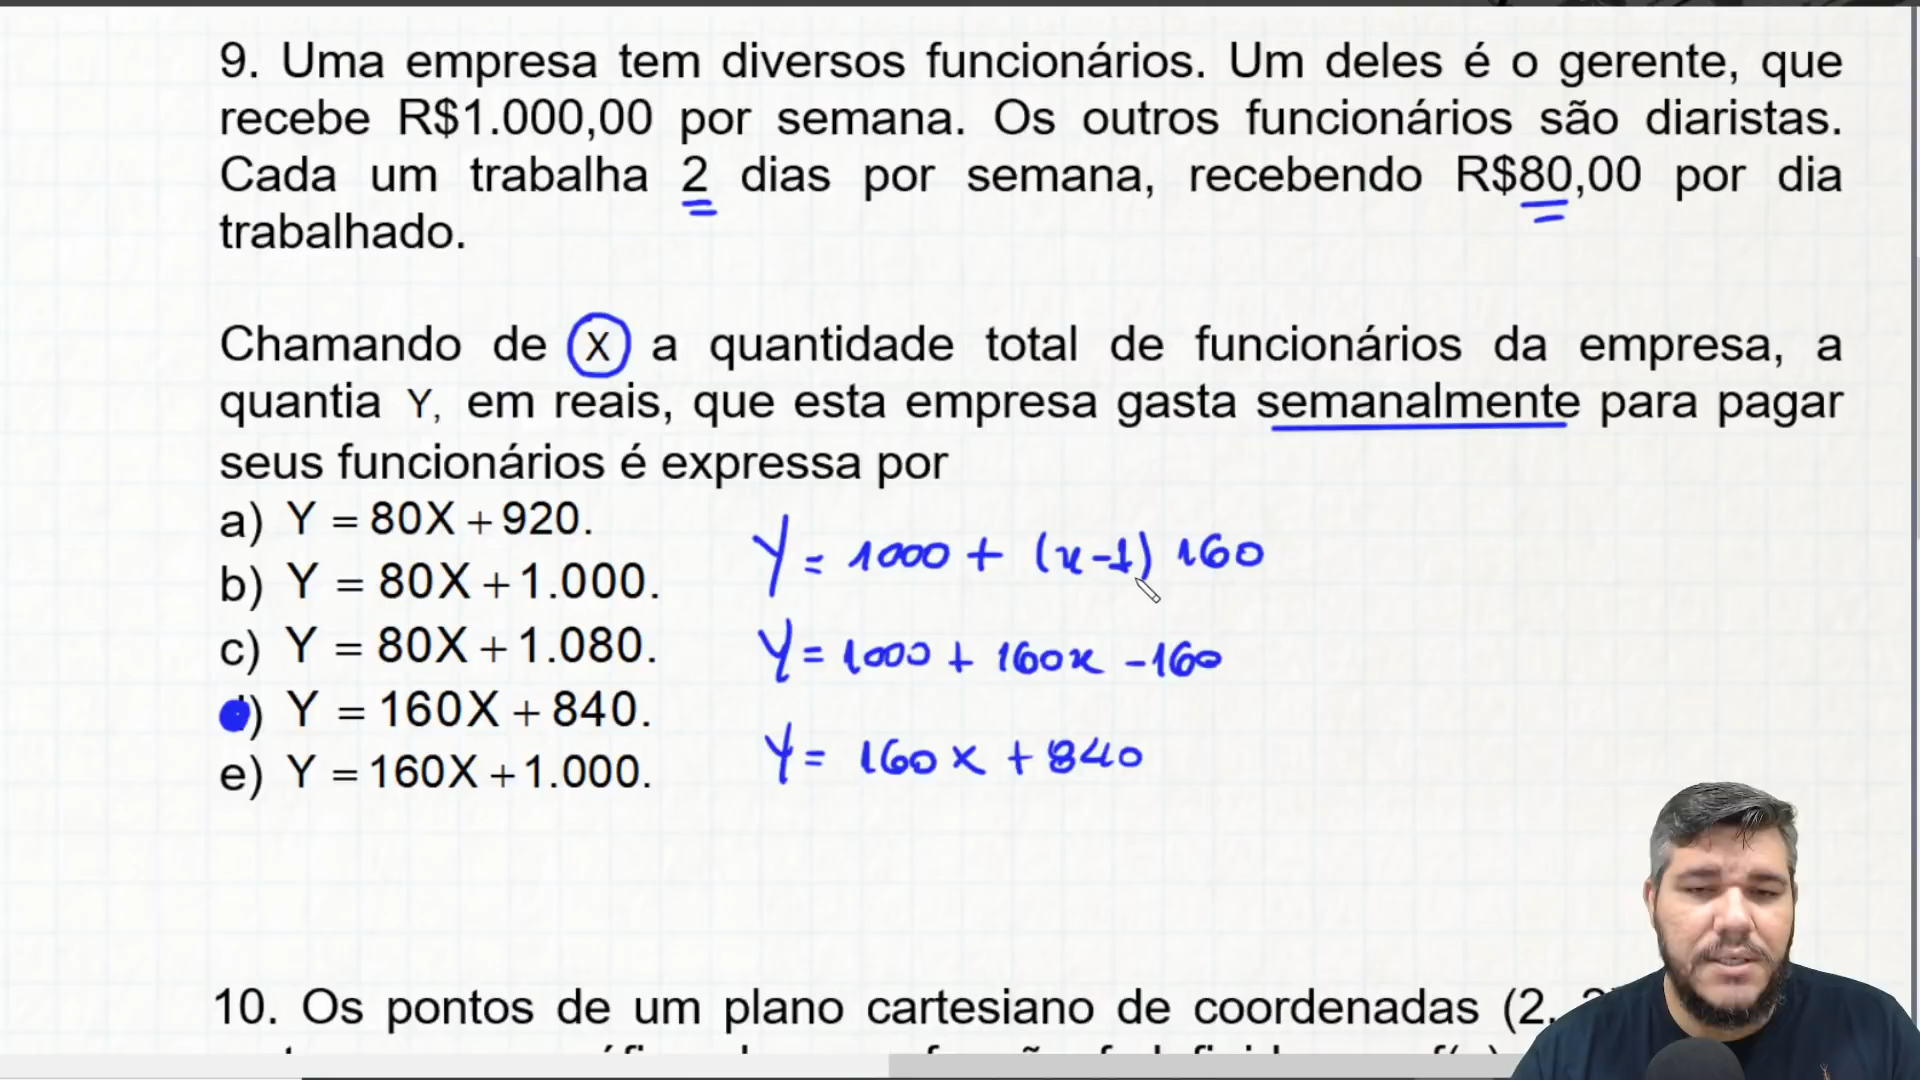 9. Uma empresa tem diversos funcionários. Um deles é o gerente, que
recebe R$1.000,00 por semana. Os outros funcionários são diaristas.
Cada um trabalha 2 dias por semana, recebendo R$80,00 por dia
trabalhado.
Chamando de X a quantidade total de funcionários da empresa, a
quantia Y, em reais, que esta empresa gasta semanalmente para pagar
seus funcionários é expressa por
a) Y = 80X + 920.
b) Y = 80X + 1.000.
c) Y = 80X + 1.080.
) Y = 160X + 840.
e) Y = 160X + 1.000.
Y = 1000 + (x-1) 160
Y = 1000 + 160x - 160
Y = 160x + 840
10. Os pontos de um plano cartesiano de coordenadas (2,